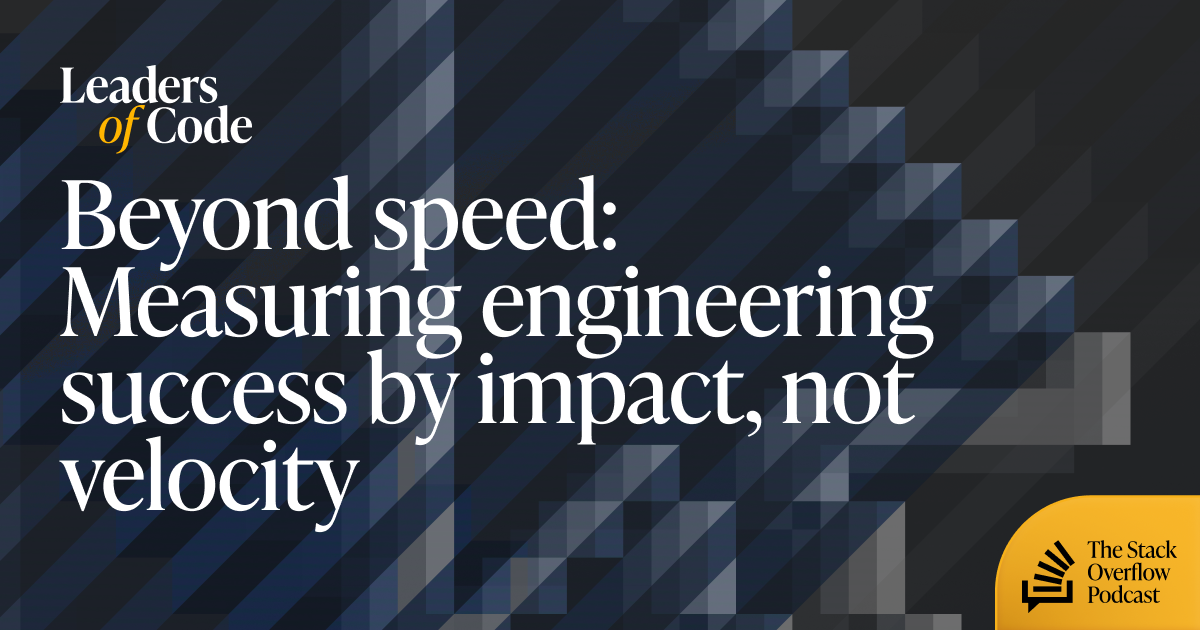 Leaders
of Code
Beyond speed:
Measuring engineering
success by impact, not
velocity
The Stack
Overflow
Podcast